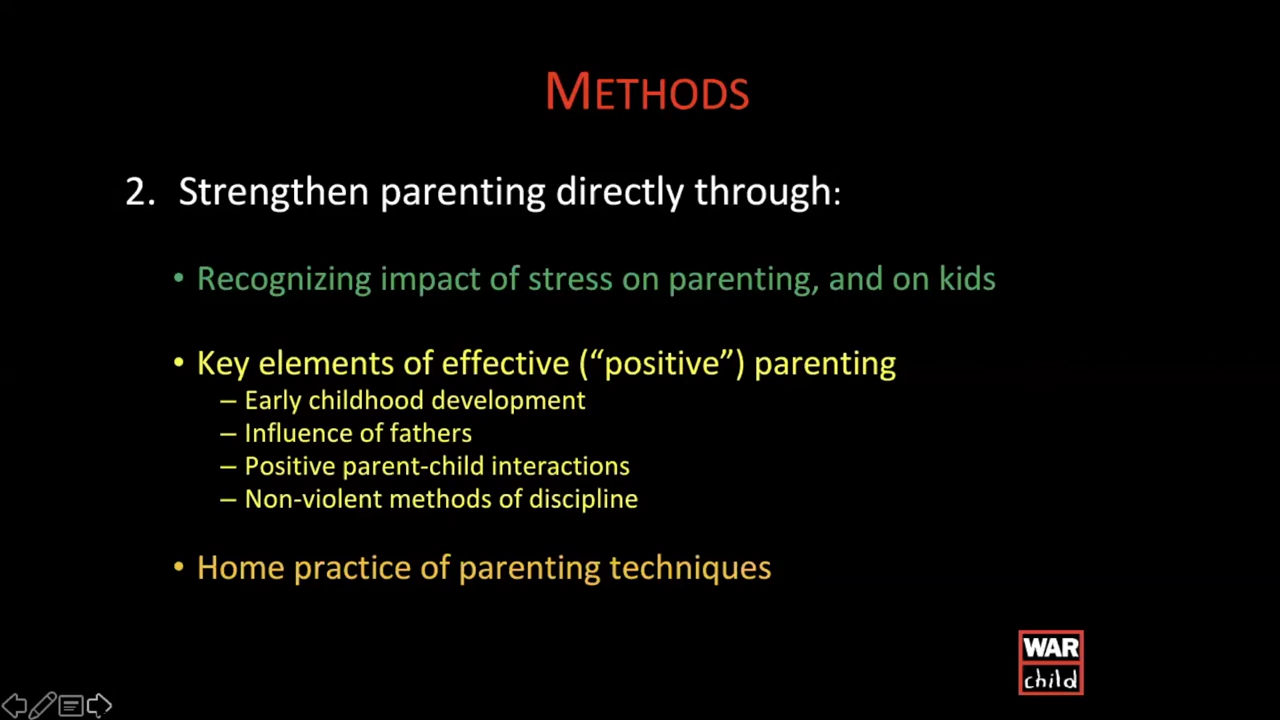 METHODS
2. Strengthen parenting directly through:
• Recognizing impact of stress on parenting, and on kids
• Key elements of effective (“positive”) parenting
– Early childhood development
– Influence of fathers
– Positive parent-child interactions
– Non-violent methods of discipline
• Home practice of parenting techniques
WAR
child